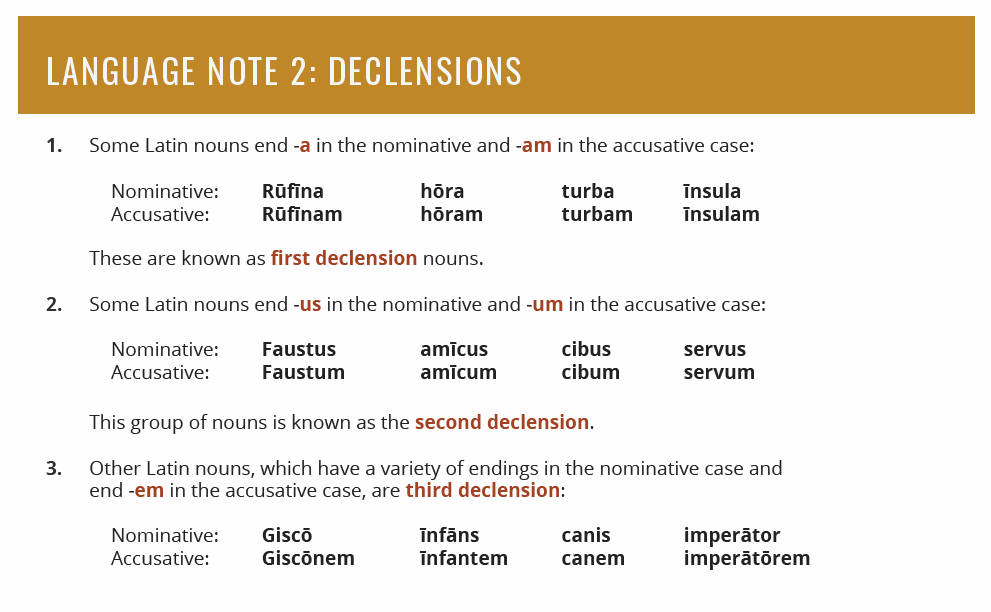 LANGUAGE NOTE 2: DECLENSIONS
1. Some Latin nouns end -a in the nominative and -am in the accusative case:
Nominative: Rūfīna hōra turba īnsula
Accusative: Rūfīnam hōram turbam īnsulam
These are known as first declension nouns.
2. Some Latin nouns end -us in the nominative and -um in the accusative case:
Nominative: Faustus amīcus cibus servus
Accusative: Faustum amīcum cibum servum
This group of nouns is known as the second declension.
3. Other Latin nouns, which have a variety of endings in the nominative case and
end -em in the accusative case, are third declension:
Nominative: Giscō īnfāns canis imperātor
Accusative: Giscōnem īnfantem canem imperātōrem